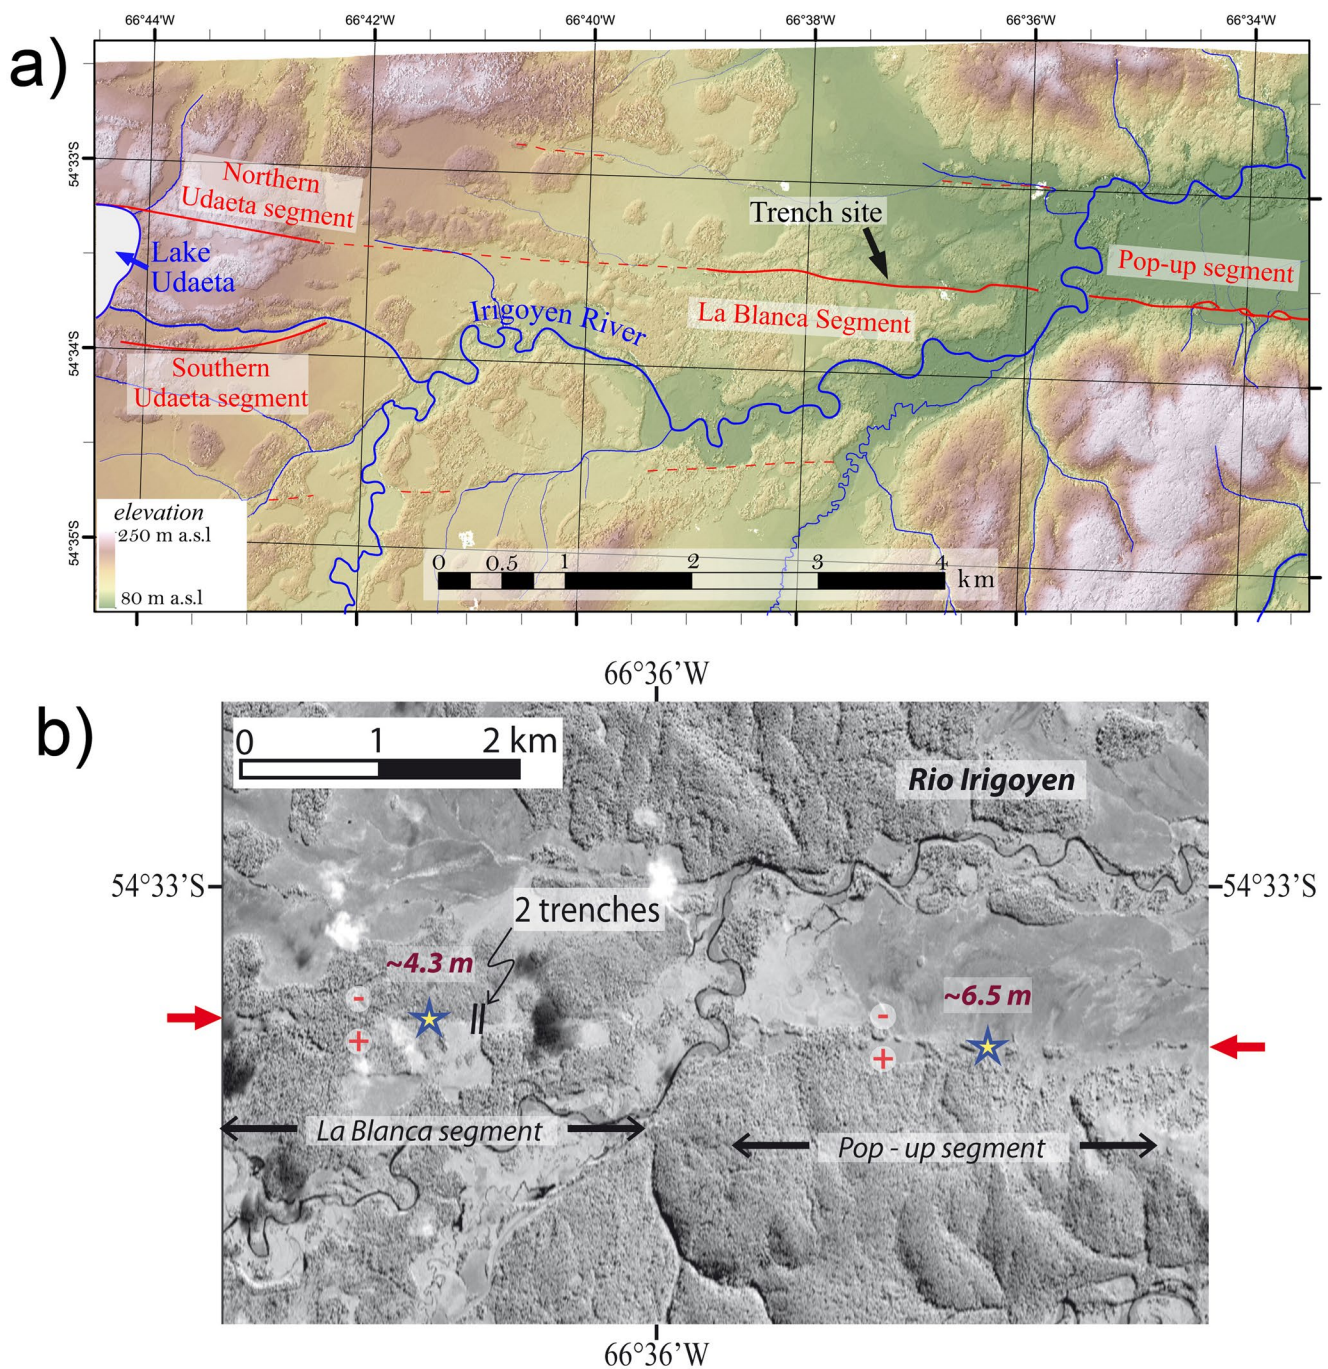 a)
66°44'W 66°42'W 66°40'W 66°38'W 66°36'W 66°34'W
54°33'S
54°34'S
54°35'S
Northern
Udaeta segment
Trench site
Lake
Udaeta
Pop-up segment
Irigoyen River
La Blanca Segment
Southern
Udaeta segment
elevation
250 m a.s.l
80 m a.s.l
0 0.5 1 2 3 4 km
b)
66°36'W
0 1 2 km
Rio Irigoyen
54°33'S
54°33'S
2 trenches
~4.3 m
~6.5 m
-
-
+
+
La Blanca segment
Pop - up segment
66°36'W